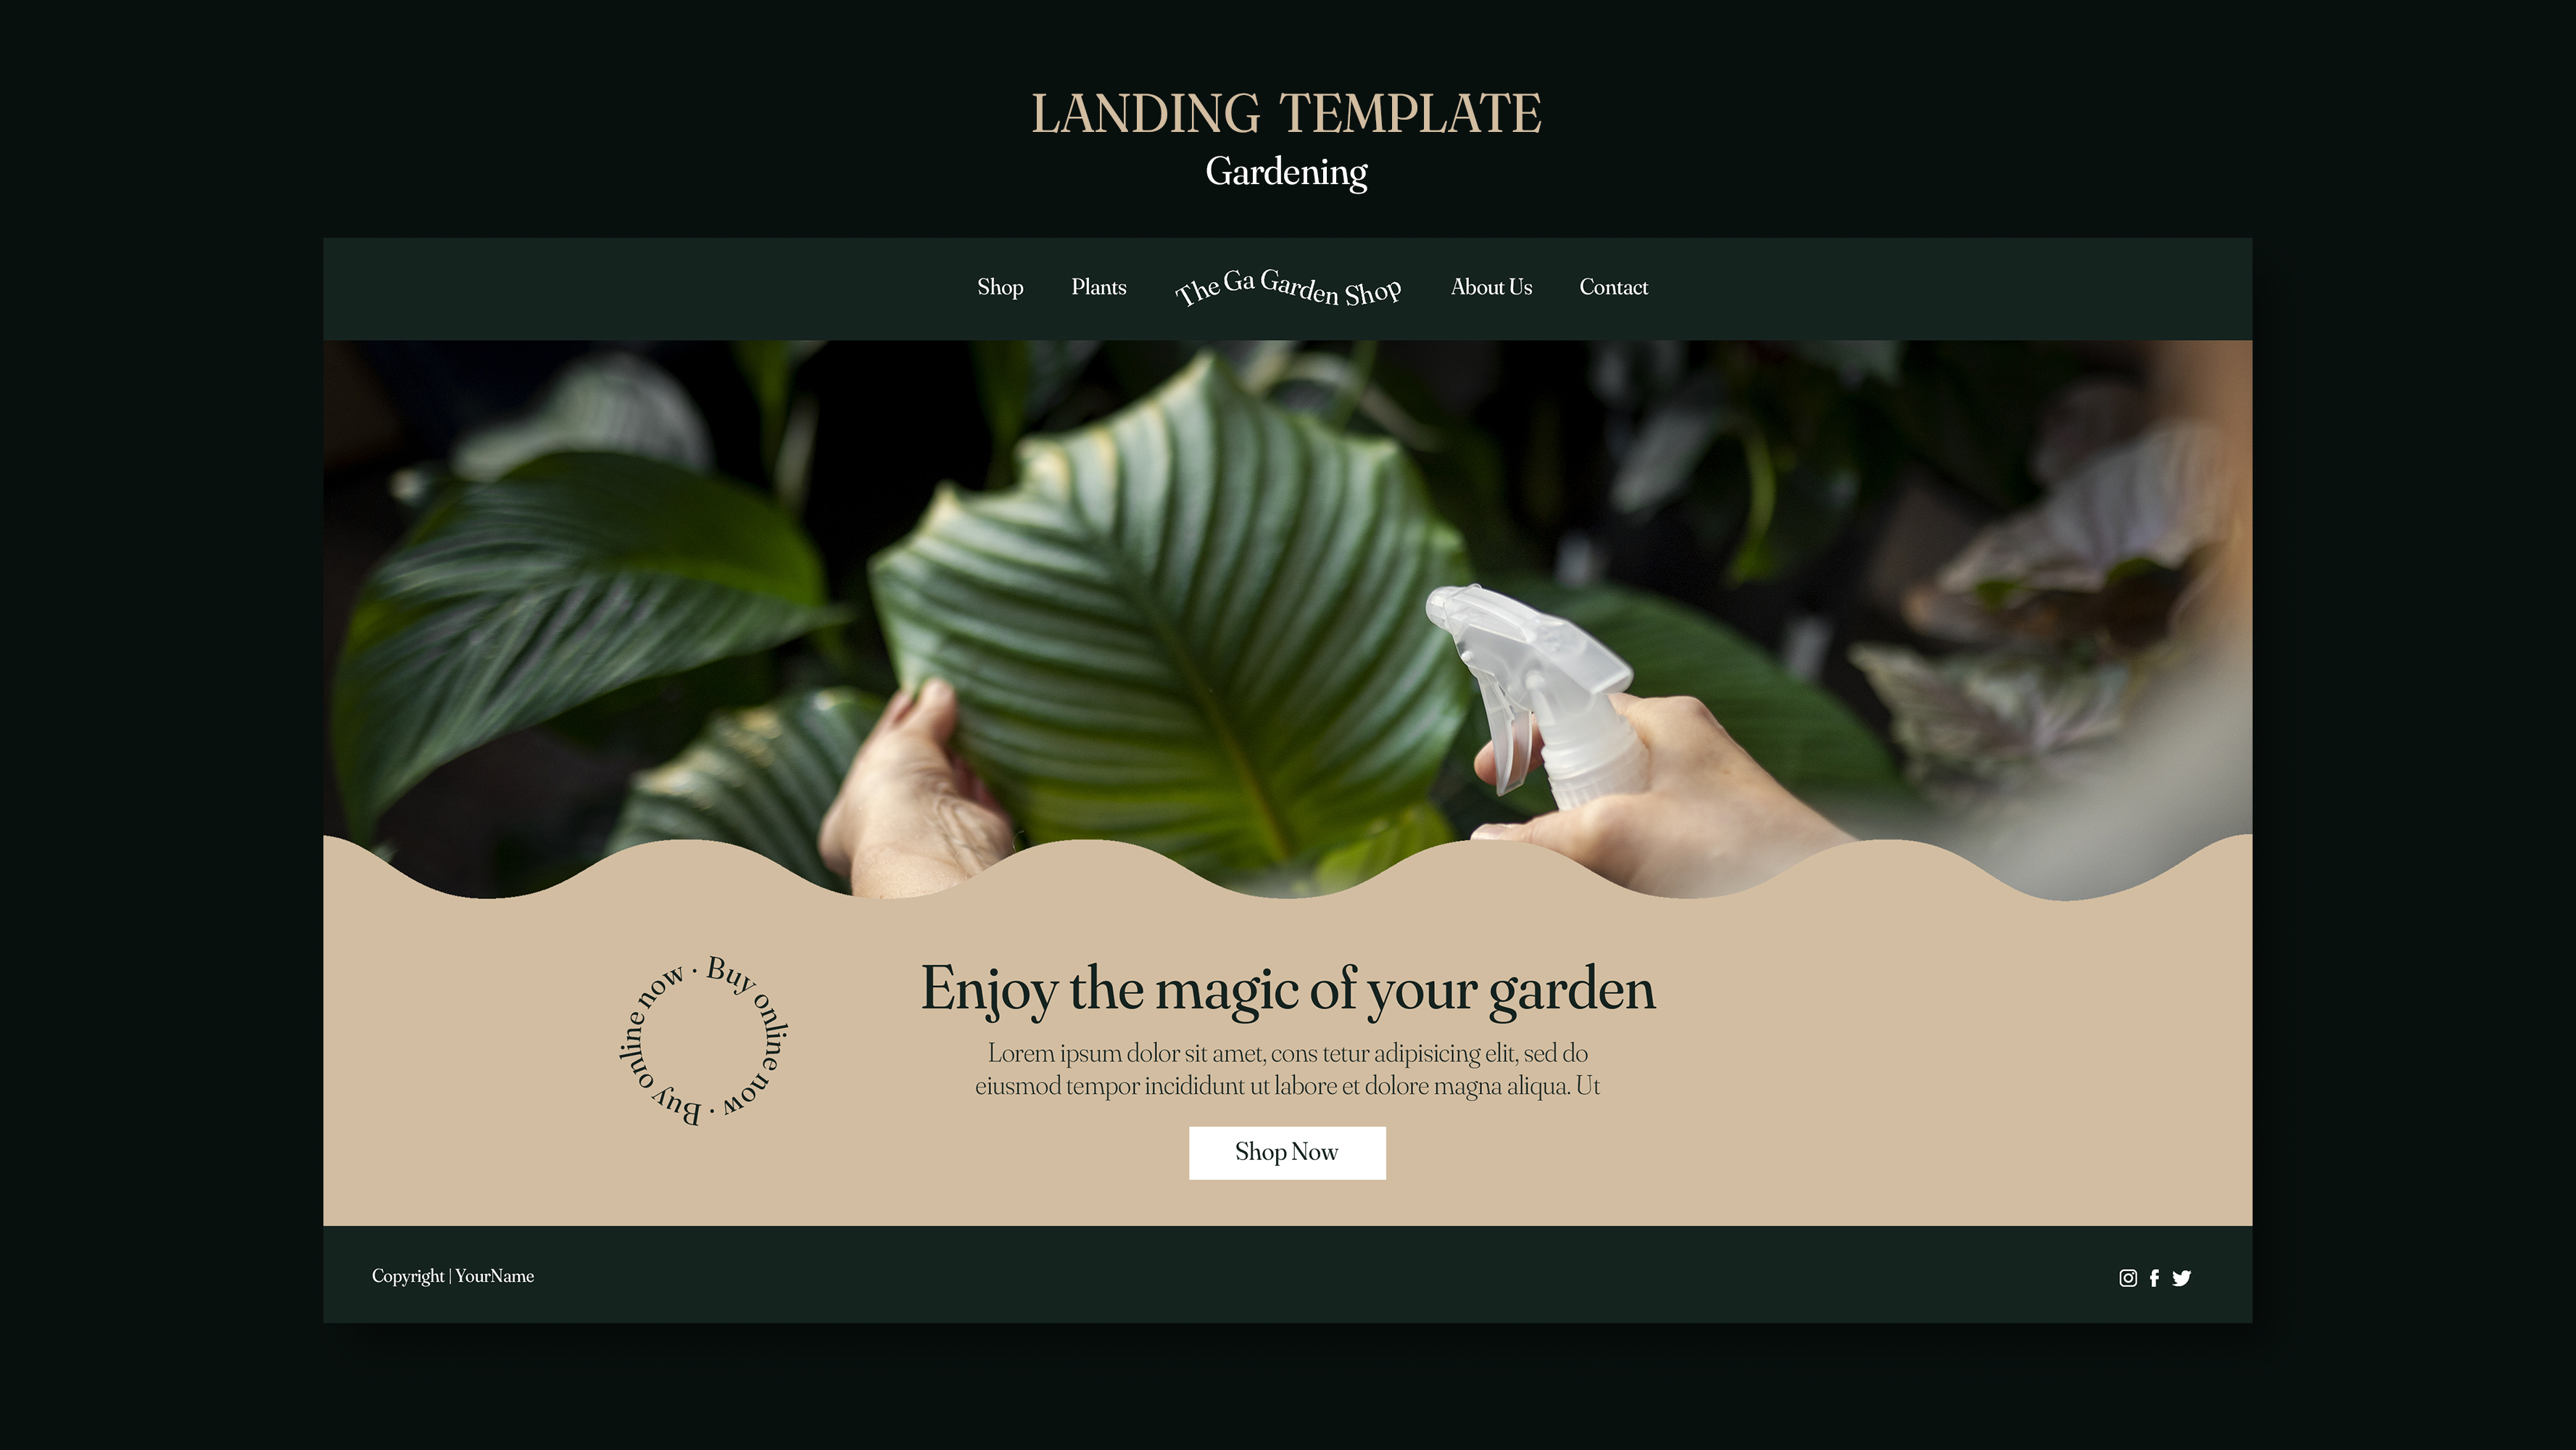 LANDING TEMPLATE
Gardening
Shop
Plants
The Ga Garden Shop
About Us
Contact
Buy online now · Buy online now ·
Enjoy the magic of your garden
Lorem ipsum dolor sit amet, cons tetur adipisicing elit, sed do
eiusmod tempor incididunt ut labore et dolore magna aliqua. Ut
Shop Now
Copyright | YourName